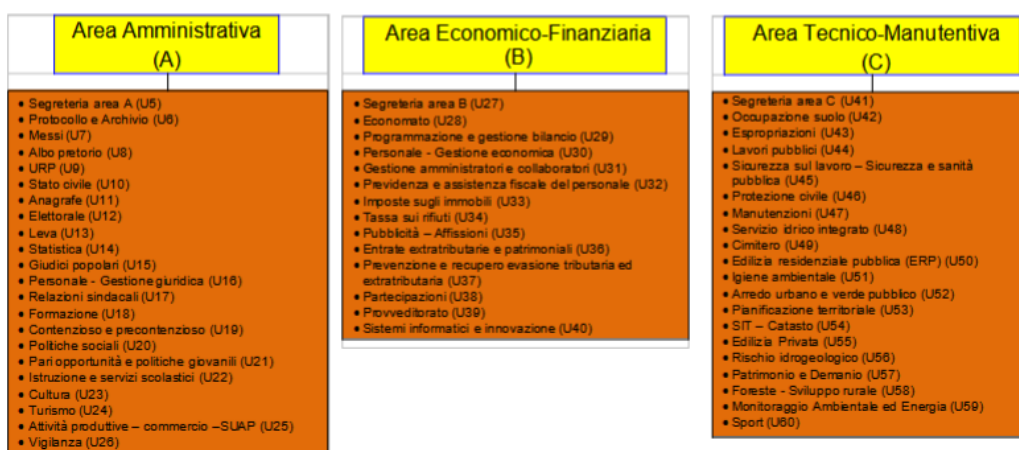 Area Amministrativa
(A)
• Segreteria area A (U5)
• Protocollo e Archivio (U6)
• Messi (U7)
• Albo pretorio (U8)
• URP (U9)
• Stato civile (U10)
• Anagrafe (U11)
• Elettorale (U12)
• Leva (U13)
• Statistica (U14)
• Giudici popolari (U15)
• Personale - Gestione giuridica (U16)
• Relazioni sindacali (U17)
• Formazione (U18)
• Contenzioso e precontenzioso (U19)
• Politiche sociali (U20)
• Pari opportunità e politiche giovanili (U21)
• Istruzione e servizi scolastici (U22)
• Cultura (U23)
• Turismo (U24)
• Attività produttive – commercio –SUAP (U25)
• Vigilanza (U26)
Area Economico-Finanziaria
(B)
• Segreteria area B (U27)
• Economato (U28)
• Programmazione e gestione bilancio (U29)
• Personale - Gestione economica (U30)
• Gestione amministratori e collaboratori (U31)
• Previdenza e assistenza fiscale del personale (U32)
• Imposte sugli immobili (U33)
• Tassa sui rifiuti (U34)
• Pubblicità – Affissioni (U35)
• Entrate extratributarie e patrimoniali (U36)
• Prevenzione e recupero evasione tributaria ed
extratributaria (U37)
• Partecipazioni (U38)
• Provveditorato (U39)
• Sistemi informatici e innovazione (U40)
Area Tecnico-Manutentiva
(C)
• Segreteria area C (U41)
• Occupazione suolo (U42)
• Espropriazioni (U43)
• Lavori pubblici (U44)
• Sicurezza sul lavoro – Sicurezza e sanità
pubblica (U45)
• Protezione civile (U46)
• Manutenzioni (U47)
• Servizio idrico integrato (U48)
• Cimitero (U49)
• Edilizia residenziale pubblica (ERP) (U50)
• Igiene ambientale (U51)
• Arredo urbano e verde pubblico (U52)
• Planificazione territoriale (U53)
• SIT – Catasto (U54)
• Edilizia Privata (U55)
• Rischio idrogeologico (U56)
• Patrimonio e Demanio (U57)
• Foreste - Sviluppo rurale (U58)
• Monitoraggio Ambientale ed Energia (U59)
• Sport (U60)